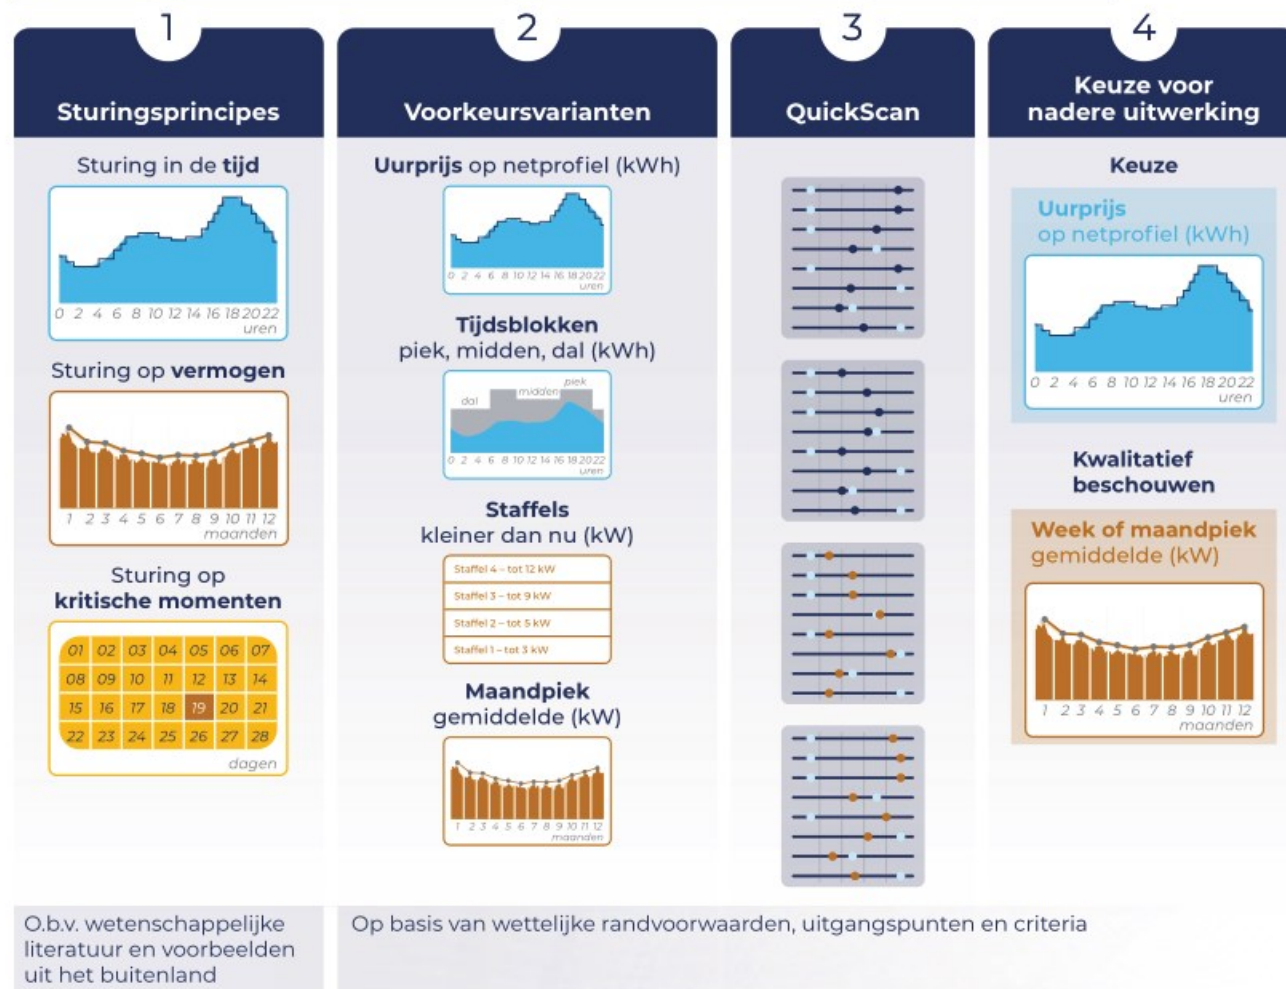 1
Sturingsprincipes
Sturing in de tijd
0 2 4 6 8 10 12 14 16 18 20 22
uren
Sturing op vermogen
1 2 3 4 5 6 7 8 9 10 11 12
maanden
Sturing op
kritische momenten
01 02 03 04 05 06 07
08 09 10 11 12 13 14
15 16 17 18 19 20 21
22 23 24 25 26 27 28
dagen
O.b.v. wetenschappelijke
literatuur en voorbeelden
uit het buitenland
2
Voorkeursvarianten
Uurprijs op netprofiel (kWh)
0 2 4 6 8 10 12 14 16 18 20 22
uren
Tijdsblokken
piek, midden, dal (kWh)
piek
midden
dal
0 2 4 6 8 10 12 14 16 18 20 22
uren
Staffels
kleiner dan nu (kW)
Staffel 4 – tot 12 kW
Staffel 3 – tot 9 kW
Staffel 2 – tot 5 kW
Staffel 1 – tot 3 kW
Maandpiek
gemiddelde (kW)
1 2 3 4 5 6 7 8 9 10 11 12
maanden
3
QuickScan
4
Keuze voor
nadere uitwerking
Keuze
Uurprijs
op netprofiel (kWh)
0 2 4 6 8 10 12 14 16 18 20 22
uren
Kwalitatief
beschouwen
Week of maandpiek
gemiddelde (kW)
1 2 3 4 5 6 7 8 9 10 11 12
maanden
Op basis van wettelijke randvoorwaarden, uitgangspunten en criteria